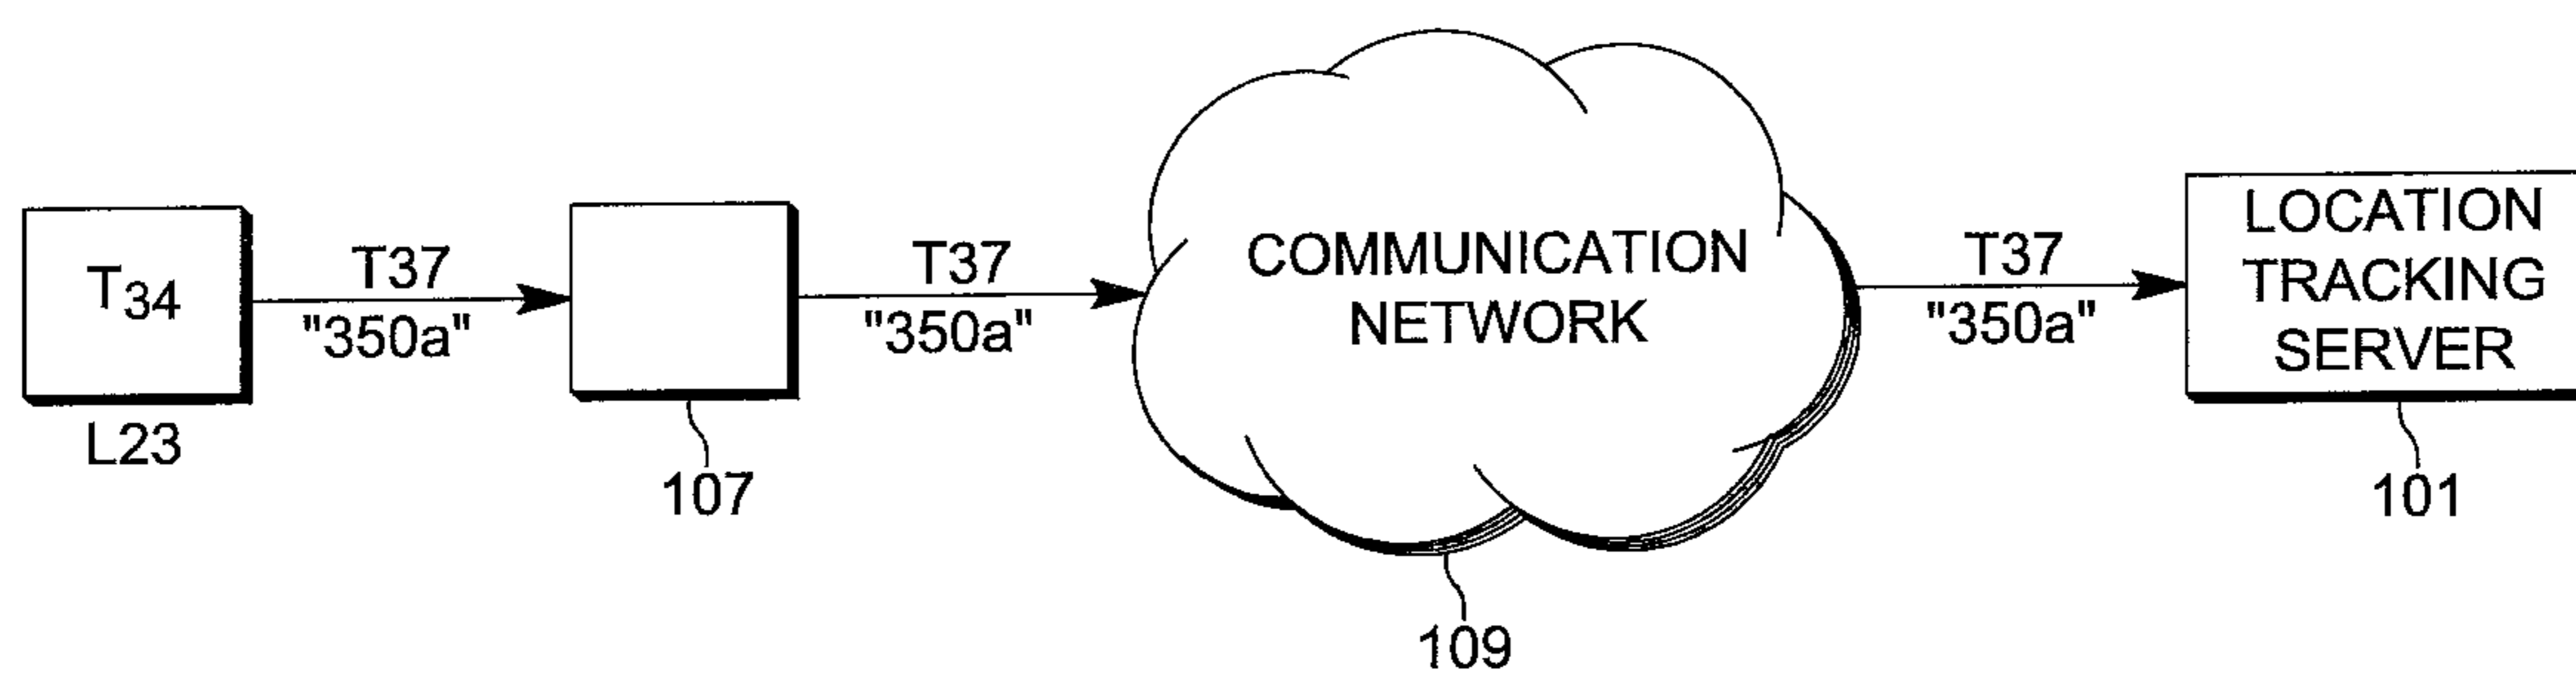 T34
L23
T37
"350a"
107
T37
"350a"
COMMUNICATION
NETWORK
109
T37
"350a"
LOCATION
TRACKING
SERVER
101